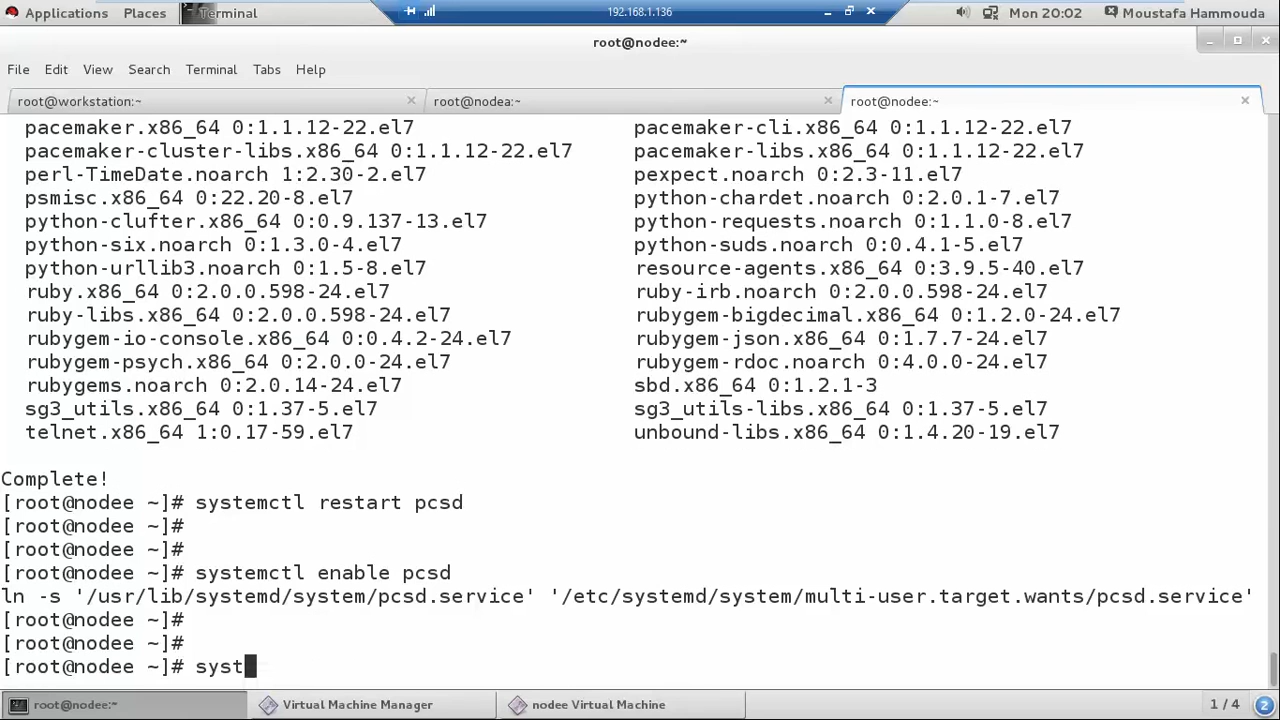 Applications Places Terminal 192.168.1.136 Mon 20:02 Moustafa Hammouda
root@nodee:~
File Edit View Search Terminal Tabs Help
root@workstation:~ root@nodea:~ root@nodee:~
pacemaker.x86_64 0:1.1.12-22.el7 pacemaker-cli.x86_64 0:1.1.12-22.el7
pacemaker-cluster-libs.x86_64 0:1.1.12-22.el7 pacemaker-libs.x86_64 0:1.1.12-22.el7
perl-TimeDate.noarch 1:2.30-2.el7 pexpect.noarch 0:2.3-11.el7
psmisc.x86_64 0:22.20-8.el7 python-chardet.noarch 0:2.0.1-7.el7
python-clufter.x86_64 0:0.9.137-13.el7 python-requests.noarch 0:1.1.0-8.el7
python-six.noarch 0:1.3.0-4.el7 python-suds.noarch 0:0.4.1-5.el7
python-urllib3.noarch 0:1.5-8.el7 resource-agents.x86_64 0:3.9.5-40.el7
ruby.x86_64 0:2.0.0.598-24.el7 ruby-irb.noarch 0:2.0.0.598-24.el7
ruby-libs.x86_64 0:2.0.0.598-24.el7 rubygem-bigdecimal.x86_64 0:1.2.0-24.el7
rubygem-io-console.x86_64 0:0.4.2-24.el7 rubygem-json.x86_64 0:1.7.7-24.el7
rubygem-psych.x86_64 0:2.0.0-24.el7 rubygem-rdoc.noarch 0:4.0.0-24.el7
rubygems.noarch 0:2.0.14-24.el7 sbd.x86_64 0:1.2.1-3
sg3_utils.x86_64 0:1.37-5.el7 sg3_utils-libs.x86_64 0:1.37-5.el7
telnet.x86_64 1:0.17-59.el7 unbound-libs.x86_64 0:1.4.20-19.el7
Complete!
[root@nodee ~]# systemctl restart pcsd
[root@nodee ~]#
[root@nodee ~]#
[root@nodee ~]# systemctl enable pcsd
ln -s '/usr/lib/systemd/system/pcsd.service' '/etc/systemd/system/multi-user.target.wants/pcsd.service'
[root@nodee ~]#
[root@nodee ~]#
[root@nodee ~]# syst
root@nodee:~ Virtual Machine Manager nodee Virtual Machine 1 / 4 2